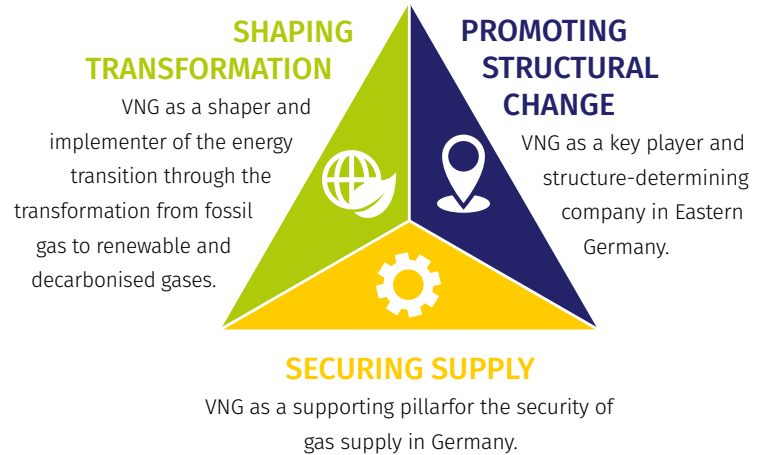 SHAPING
TRANSFORMATION
VNG as a shaper and
implementer of the energy
transition through the
transformation from fossil
gas to renewable and
decarbonised gases.
PROMOTING
STRUCTURAL
CHANGE
VNG as a key player and
structure-determining
company in Eastern
Germany.
SECURING SUPPLY
VNG as a supporting pillarfor the security of
gas supply in Germany.